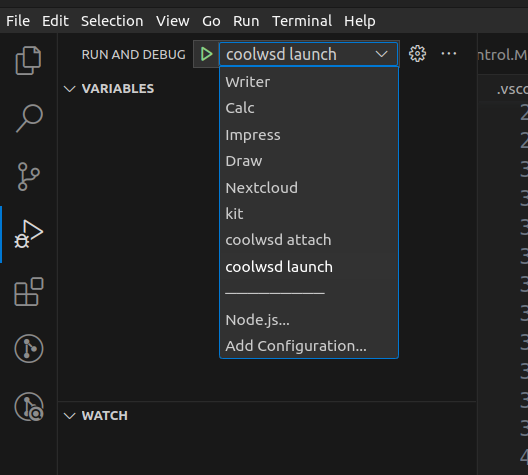 File Edit Selection View Go Run Terminal Help
RUN AND DEBUG coolwsd launch ntrol.M
VARIABLES .vsco
Writer
Calc
Impress
Draw
Nextcloud
kit
coolwsd attach
coolwsd launch
Node.js...
Add Configuration...
WATCH
2
2
3
3
3
3
3
3
3
3
3
3
4